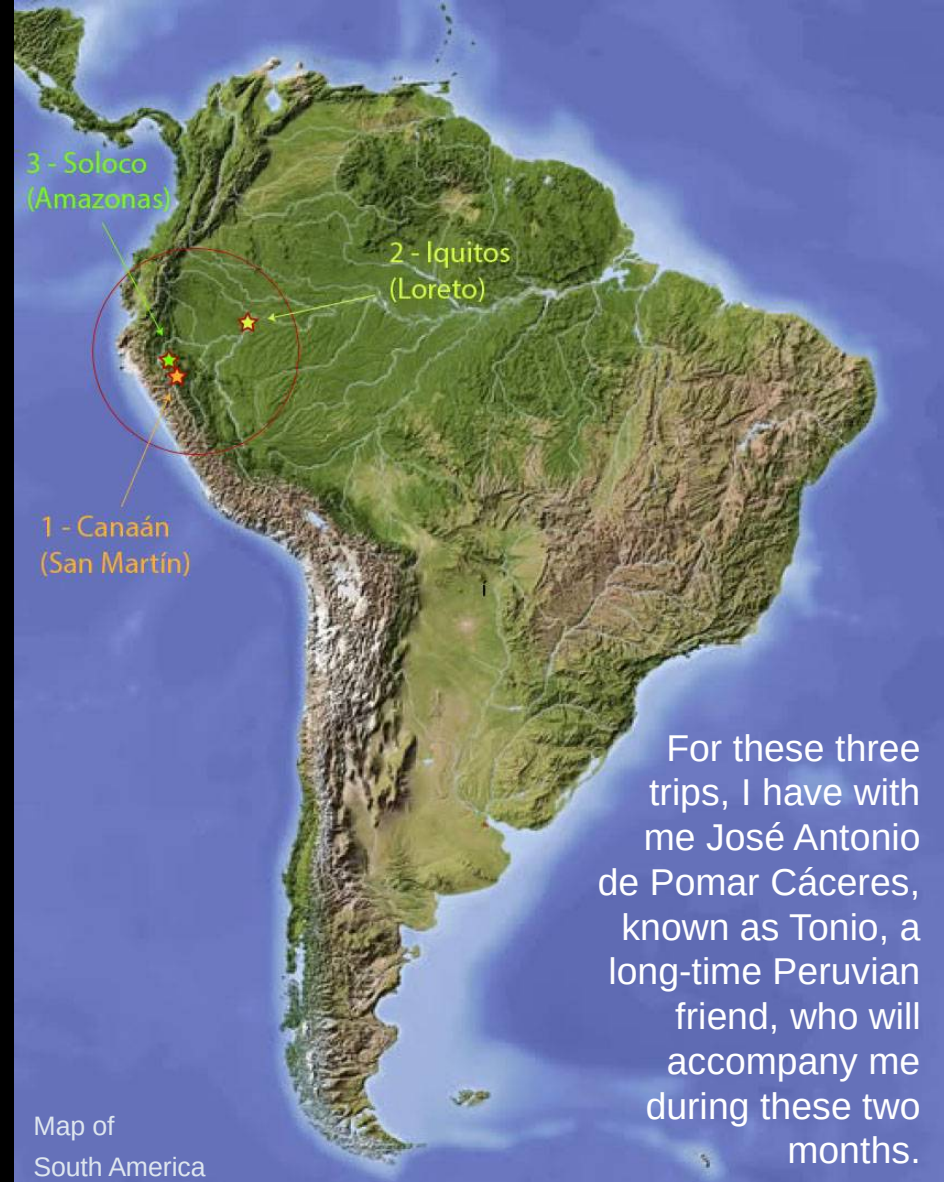 3 - Soloco
(Amazonas)
2 - Iquitos
(Loreto)
1 - Canaán
(San Martín)
í
For these three
trips, I have with
me José Antonio
de Pomar Cáceres,
known as Tonio, a
long-time Peruvian
friend, who will
accompany me
during these two
months.
Map of
South America